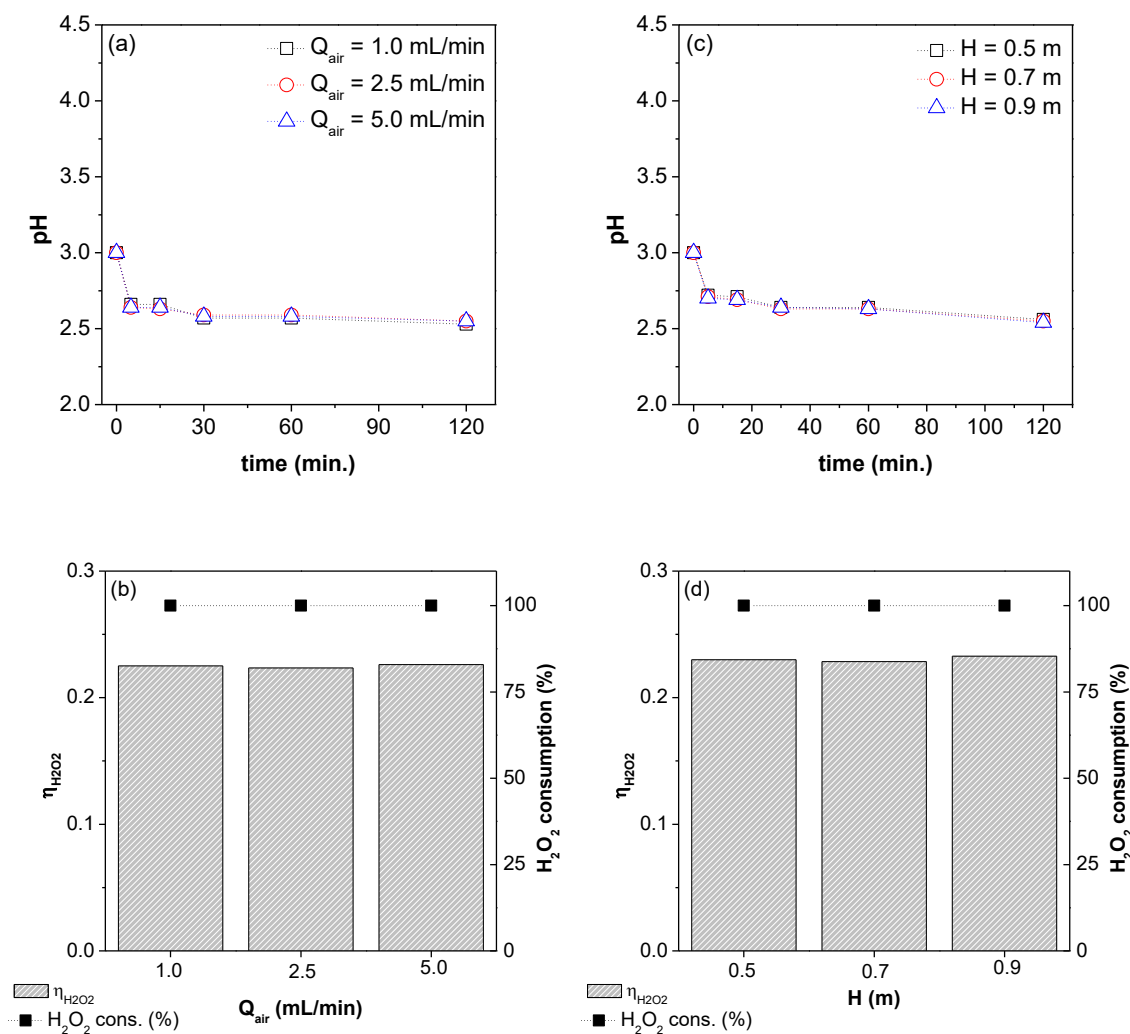 (a)
Q_air = 1.0 mL/min
Q_air = 2.5 mL/min
Q_air = 5.0 mL/min
4.5
4.0
3.5
3.0
2.5
2.0
pH
0 30 60 90 120
time (min.)
(c)
H = 0.5 m
H = 0.7 m
H = 0.9 m
4.5
4.0
3.5
3.0
2.5
2.0
pH
0 20 40 60 80 100 120
time (min.)
(b)
0.3
0.2
0.1
0.0
η_H2O2
100
75
50
25
0
H₂O₂ consumption (%)
1.0 2.5 5.0
Q_air (mL/min)
η_H2O2
H₂O₂ cons. (%)
(d)
0.3
0.2
0.1
0.0
η_H2O2
100
75
50
25
0
H₂O₂ consumption (%)
0.5 0.7 0.9
H (m)
η_H2O2
H₂O₂ cons. (%)